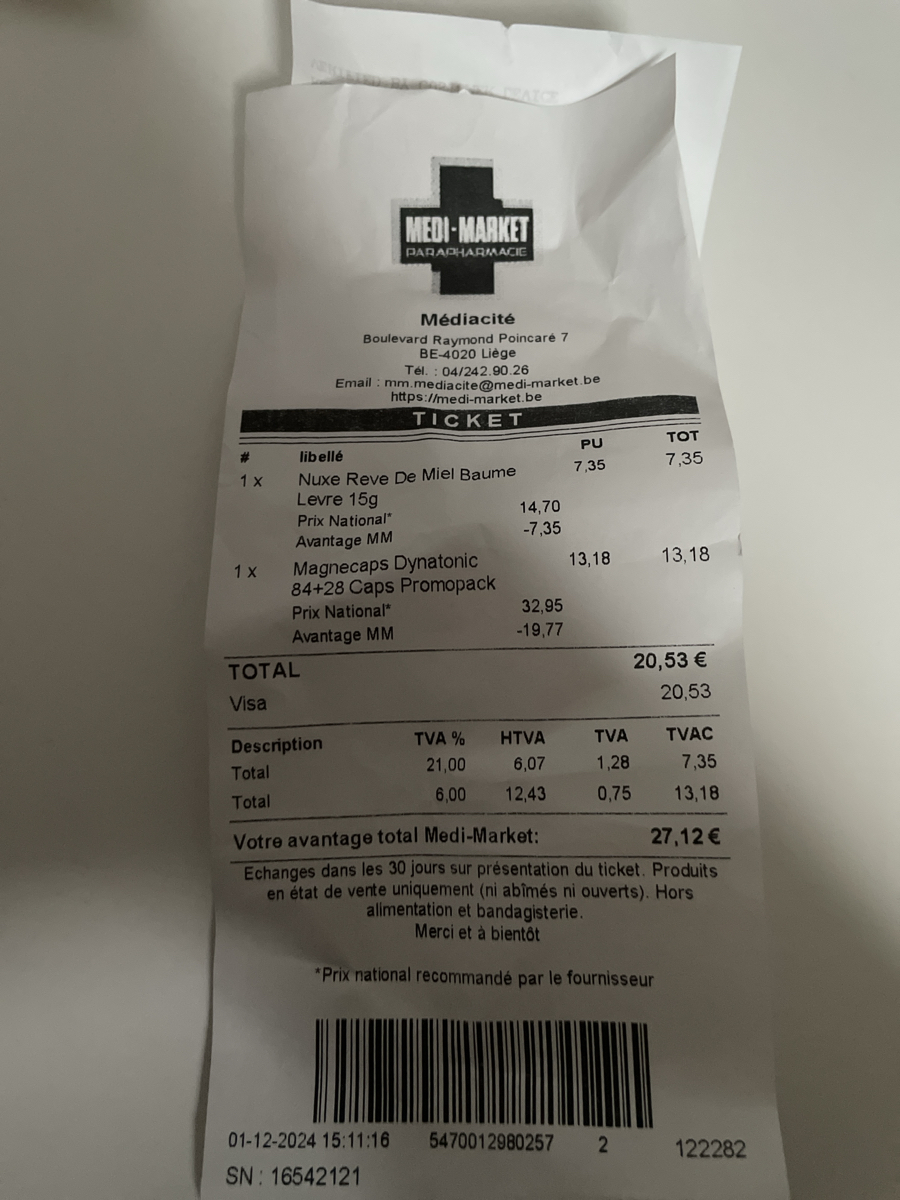 MEDI-MARKET
PARAPHARMACIE
Médiacité
Boulevard Raymond Poincaré 7
BE-4020 Liège
Tél. : 04/242.90.26
Email : mm.mediacite@medi-market.be
https://medi-market.be
TICKET
# libellé PU TOT
1 x Nuxe Reve De Miel Baume 7,35 7,35
Levre 15g
Prix National* 14,70
Avantage MM -7,35
1 x Magnecaps Dynatonic 13,18 13,18
84+28 Caps Promopack
Prix National* 32,95
Avantage MM -19,77
TOTAL 20,53 €
Visa 20,53
Description TVA % HTVA TVA TVAC
Total 21,00 6,07 1,28 7,35
Total 6,00 12,43 0,75 13,18
Votre avantage total Medi-Market: 27,12 €
Echanges dans les 30 jours sur présentation du ticket. Produits
en état de vente uniquement (ni abîmés ni ouverts). Hors
alimentation et bandagisterie.
Merci et à bientôt
*Prix national recommandé par le fournisseur
01-12-2024 15:11:16 5470012980257 2 122282
SN : 16542121